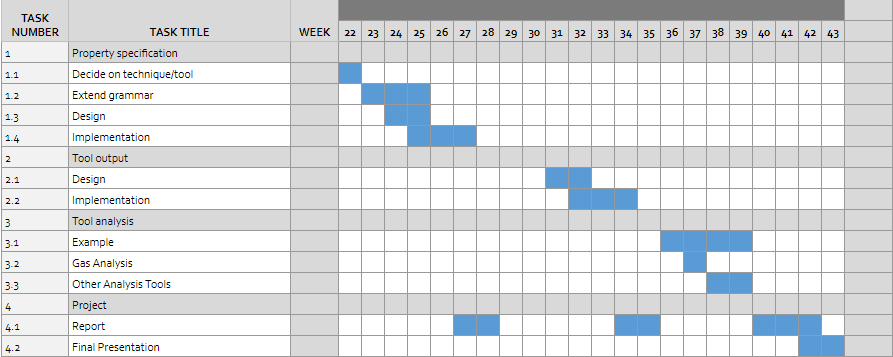 TASK NUMBER TASK TITLE WEEK 22 23 24 25 26 27 28 29 30 31 32 33 34 35 36 37 38 39 40 41 42 43
1 Property specification
1.1 Decide on technique/tool
1.2 Extend grammar
1.3 Design
1.4 Implementation
2 Tool output
2.1 Design
2.2 Implementation
3 Tool analysis
3.1 Example
3.2 Gas Analysis
3.3 Other Analysis Tools
4 Project
4.1 Report
4.2 Final Presentation